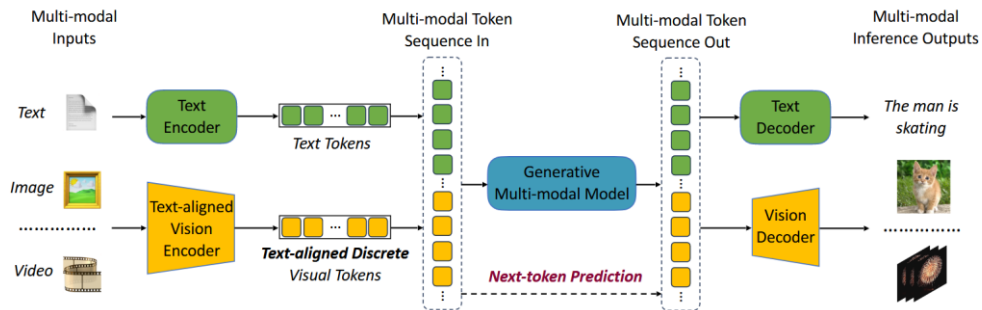 Multi-modal
Inputs
Multi-modal Token
Sequence In
Multi-modal Token
Sequence Out
Multi-modal
Inference Outputs
Text
Text
Encoder
...
Text Tokens
Text
Decoder
The man is
skating
Generative
Multi-modal Model
Image
Video
Text-aligned
Vision
Encoder
...
Text-aligned Discrete
Visual Tokens
Vision
Decoder
Next-token Prediction